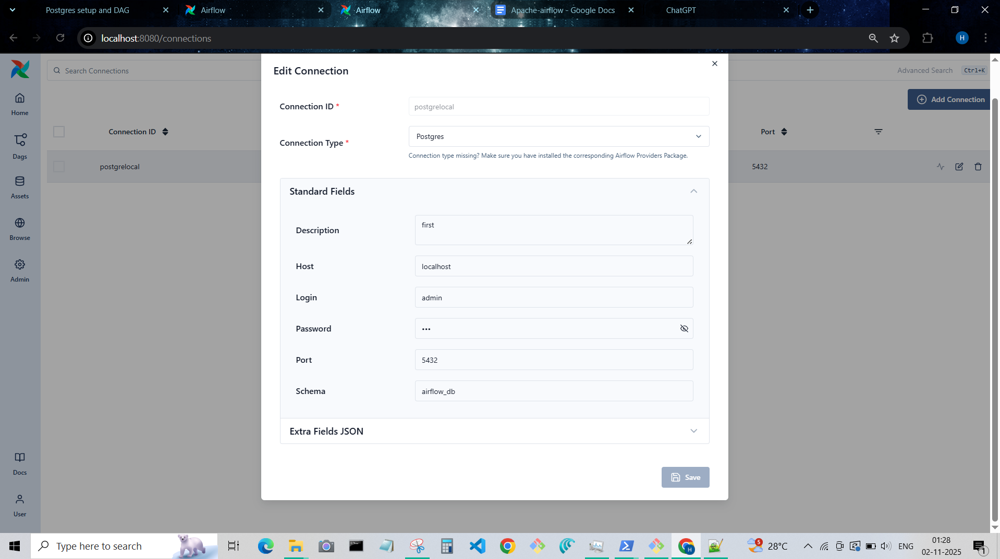 Postgres setup and DAG
Airflow
Airflow
Apache-airflow - Google Docs
ChatGPT
localhost:8080/connections
H
Search Connections
Advanced Search
Ctrl+K
Edit Connection
Add Connection
Home
Dags
Assets
Browse
Admin
Docs
User
Connection ID
Port
postgrelocal
5432
Connection ID *
postgrelocal
Connection Type *
Postgres
Connection type missing? Make sure you have installed the corresponding Airflow Providers Package.
Standard Fields
Description
first
Host
localhost
Login
admin
Password
•••
Port
5432
Schema
airflow_db
Extra Fields JSON
Save
Type here to search
H
5
28°C
ENG
01:28
02-11-2025
1